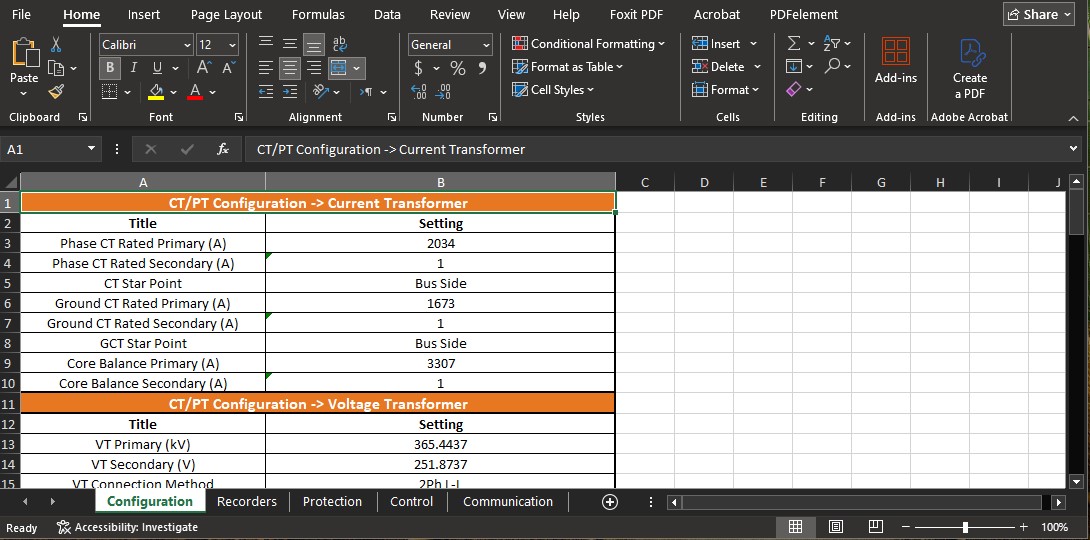 File Home Insert Page Layout Formulas Data Review View Help Foxit PDF Acrobat PDFelement Share
Calibri 12 General Conditional Formatting Insert
Paste B I U Format as Table Delete Add-ins Create a PDF
Cell Styles Format
Clipboard Font Alignment Number Styles Cells Editing Add-ins Adobe Acrobat
A1 fx CT/PT Configuration -> Current Transformer
A B C D E F G H I J
1 CT/PT Configuration -> Current Transformer
2 Title Setting
3 Phase CT Rated Primary (A) 2034
4 Phase CT Rated Secondary (A) 1
5 CT Star Point Bus Side
6 Ground CT Rated Primary (A) 1673
7 Ground CT Rated Secondary (A) 1
8 GCT Star Point Bus Side
9 Core Balance Primary (A) 3307
10 Core Balance Secondary (A) 1
11 CT/PT Configuration -> Voltage Transformer
12 Title Setting
13 VT Primary (kV) 365.4437
14 VT Secondary (V) 251.8737
15 VT Connection Method 2Ph L-L
Configuration Recorders Protection Control Communication
Ready Accessibility: Investigate 100%